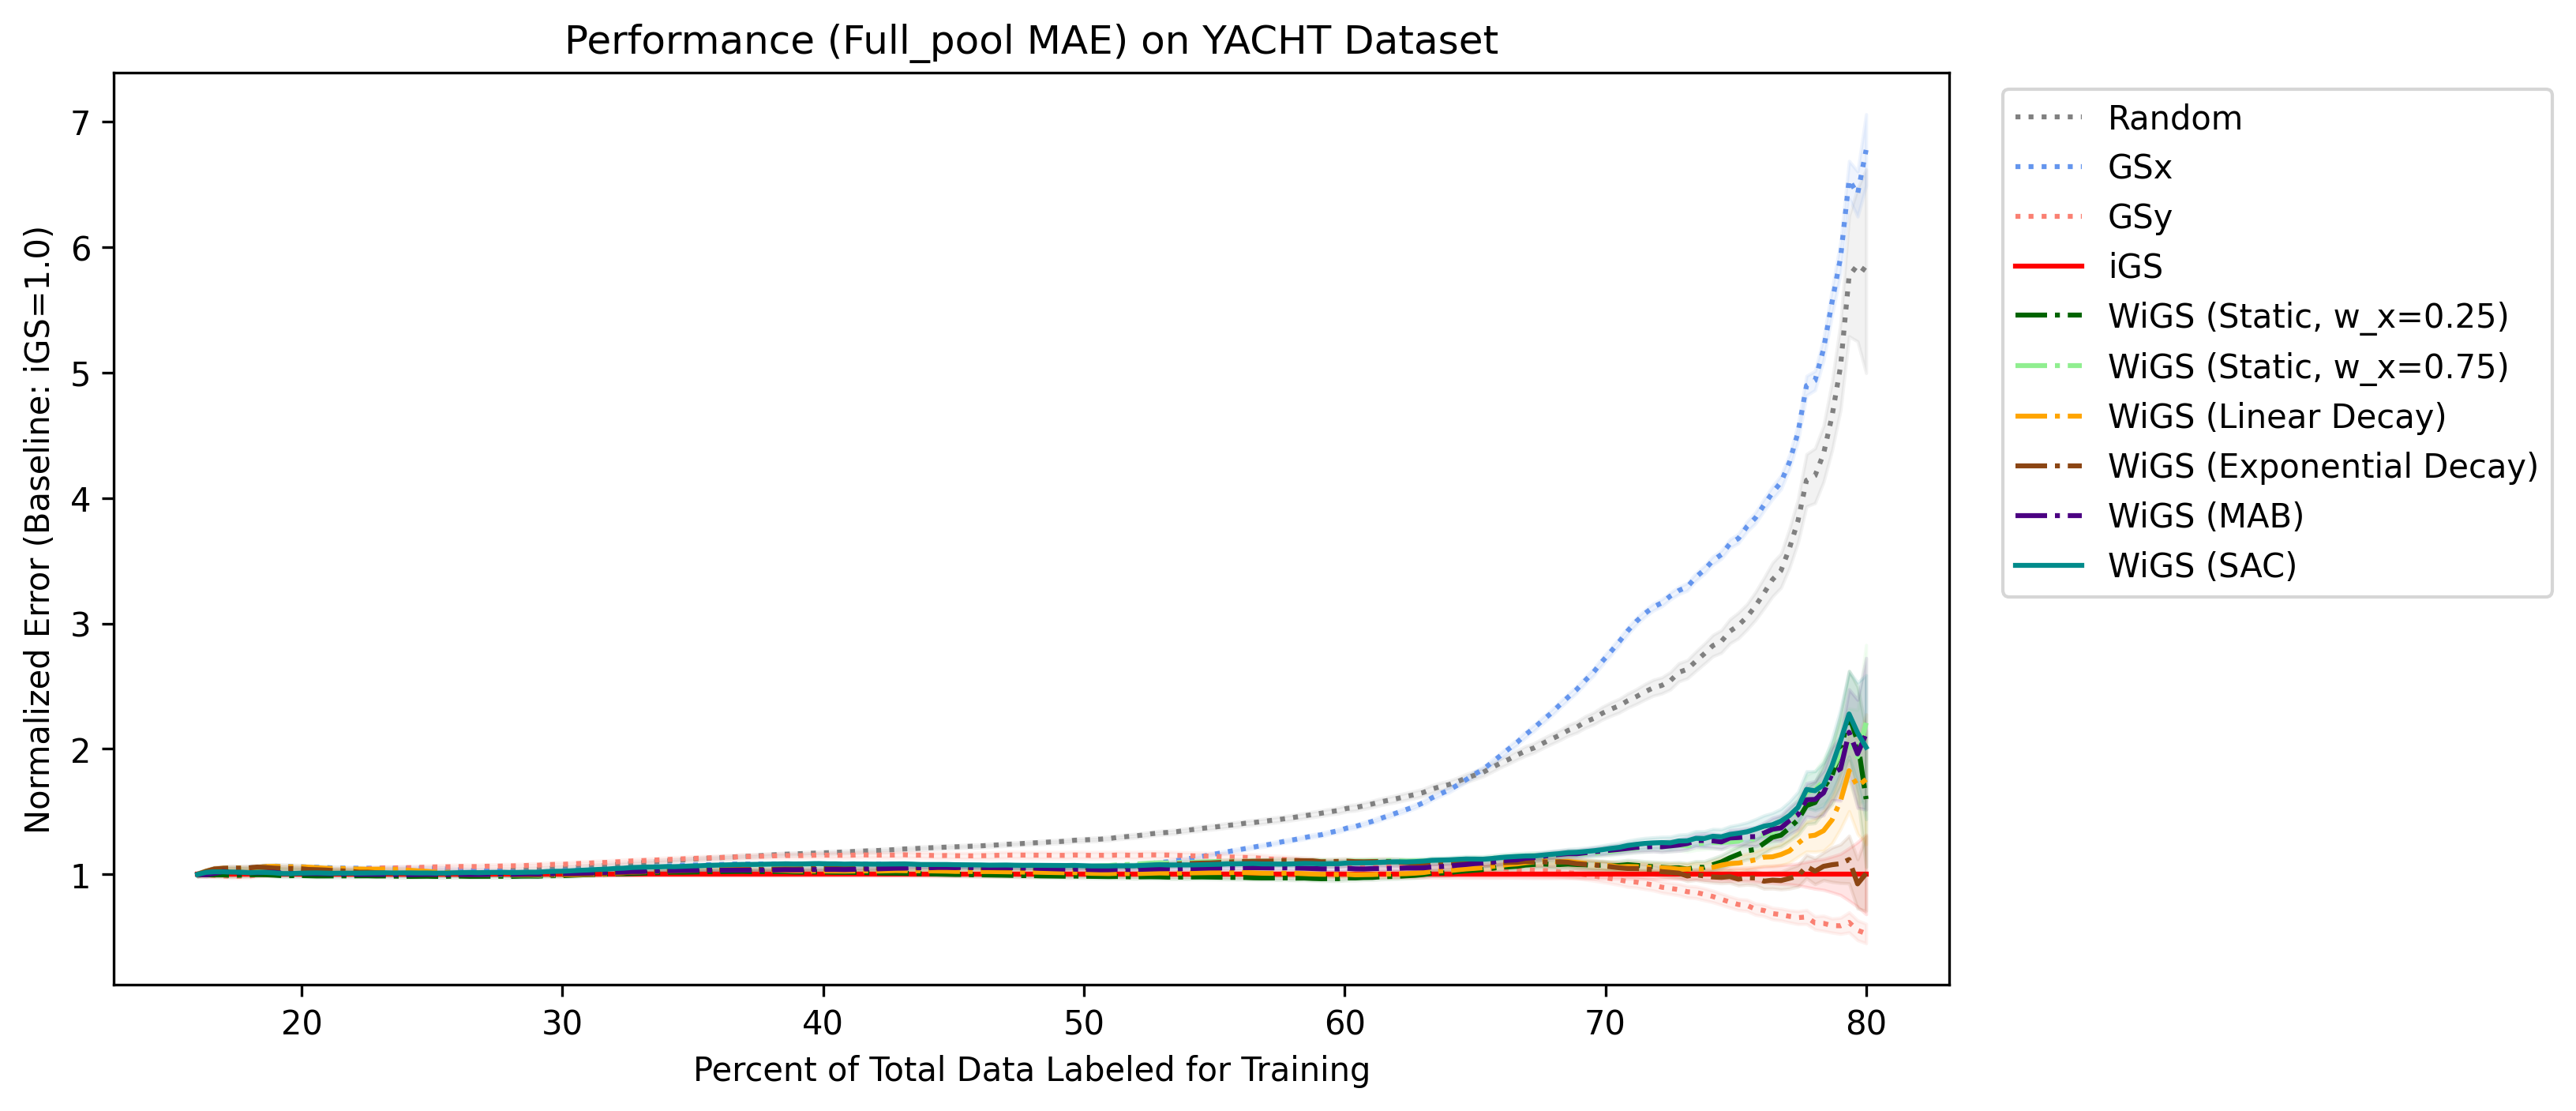 Performance (Full_pool MAE) on YACHT Dataset
Normalized Error (Baseline: iGS=1.0)
7
6
5
4
3
2
1
20 30 40 50 60 70 80
Percent of Total Data Labeled for Training
Random
GSx
GSy
iGS
WiGS (Static, w_x=0.25)
WiGS (Static, w_x=0.75)
WiGS (Linear Decay)
WiGS (Exponential Decay)
WiGS (MAB)
WiGS (SAC)